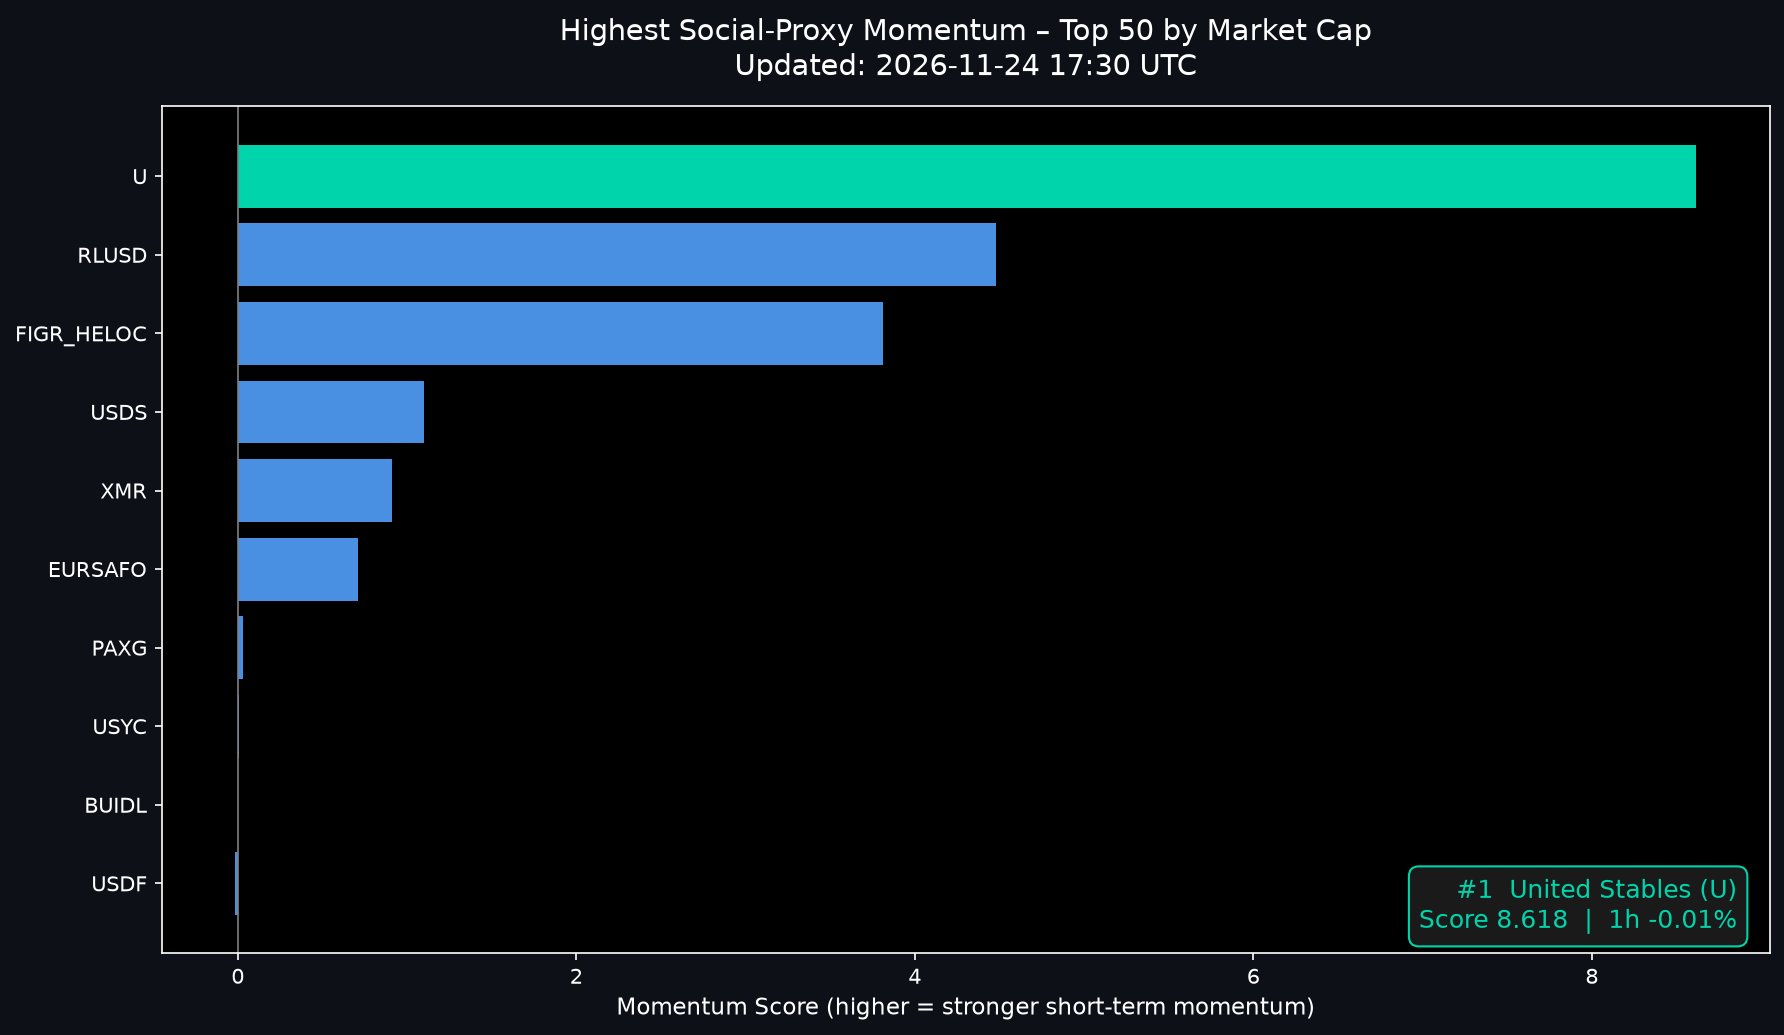 Highest Social-Proxy Momentum – Top 50 by Market Cap
Updated: 2026-11-24 17:30 UTC
U
RLUSD
FIGR_HELOC
USDS
XMR
EURSAFO
PAXG
USYC
BUIDL
USDF
#1  United Stables (U)
Score 8.618  |  1h -0.01%
0 2 4 6 8
Momentum Score (higher = stronger short-term momentum)